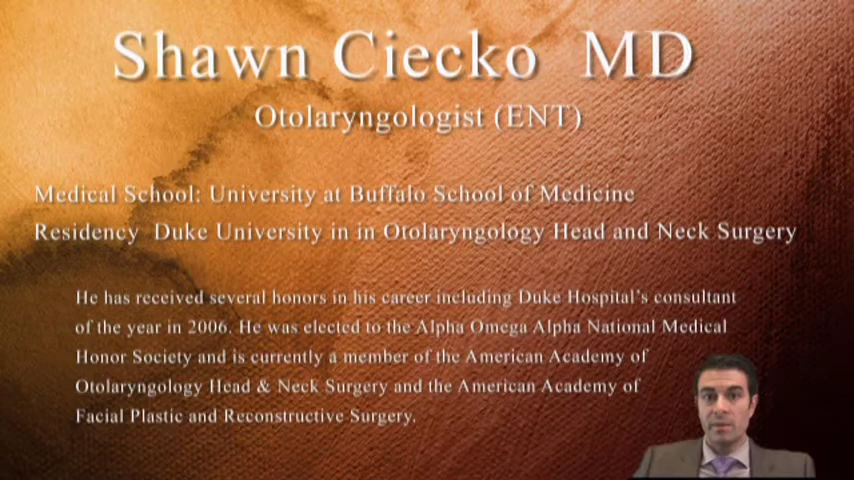 Shawn Ciecko MD
Otolaryngologist (ENT)
Medical School: University at Buffalo School of Medicine
Residency Duke University in in Otolaryngology Head and Neck Surgery
He has received several honors in his career including Duke Hospital's consultant
of the year in 2006. He was elected to the Alpha Omega Alpha National Medical
Honor Society and is currently a member of the American Academy of
Otolaryngology Head & Neck Surgery and the American Academy of
Facial Plastic and Reconstructive Surgery.